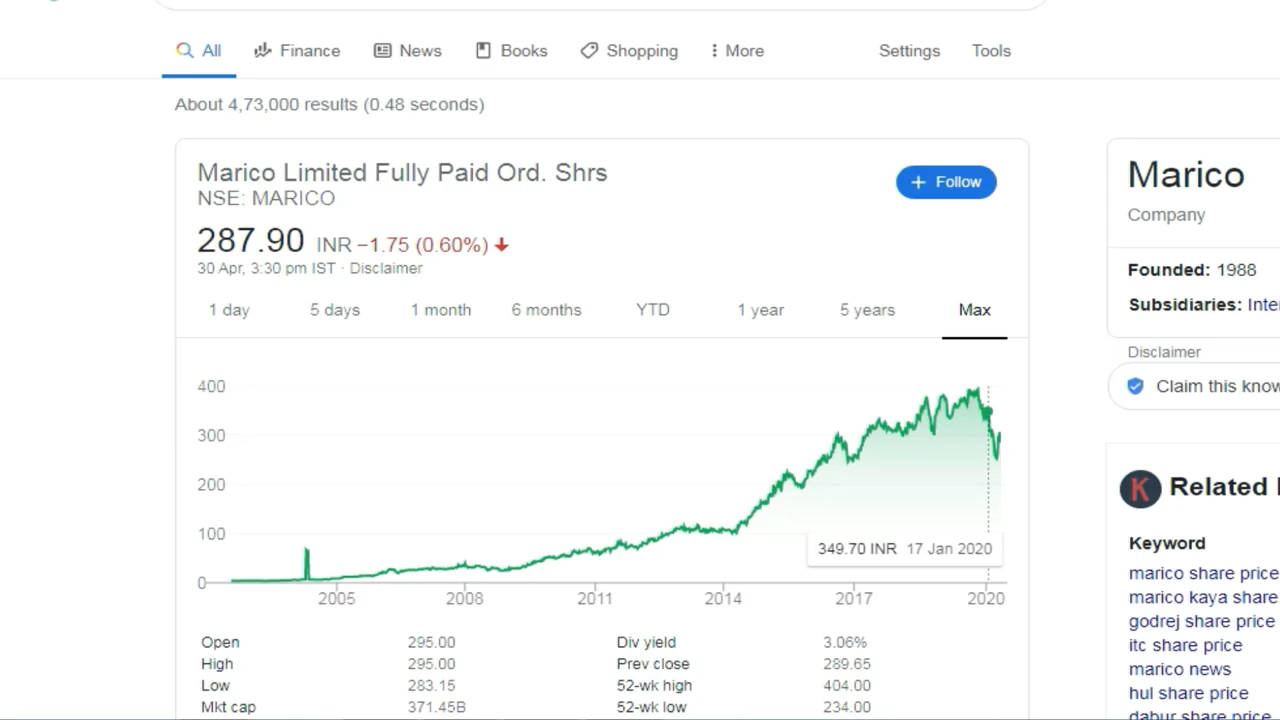 All Finance News Books Shopping More Settings Tools
About 4,73,000 results (0.48 seconds)
Marico Limited Fully Paid Ord. Shrs
NSE: MARICO
+ Follow
287.90 INR −1.75 (0.60%)
30 Apr, 3:30 pm IST · Disclaimer
1 day 5 days 1 month 6 months YTD 1 year 5 years Max
400
300
200
100
0
349.70 INR 17 Jan 2020
2005 2008 2011 2014 2017 2020
Open 295.00 Div yield 3.06%
High 295.00 Prev close 289.65
Low 283.15 52-wk high 404.00
Mkt cap 371.45B 52-wk low 234.00
Marico
Company
Founded: 1988
Subsidiaries: Inte
Disclaimer
Claim this know
K Related
Keyword
marico share price
marico kaya share
godrej share price
itc share price
marico news
hul share price
dabur share price